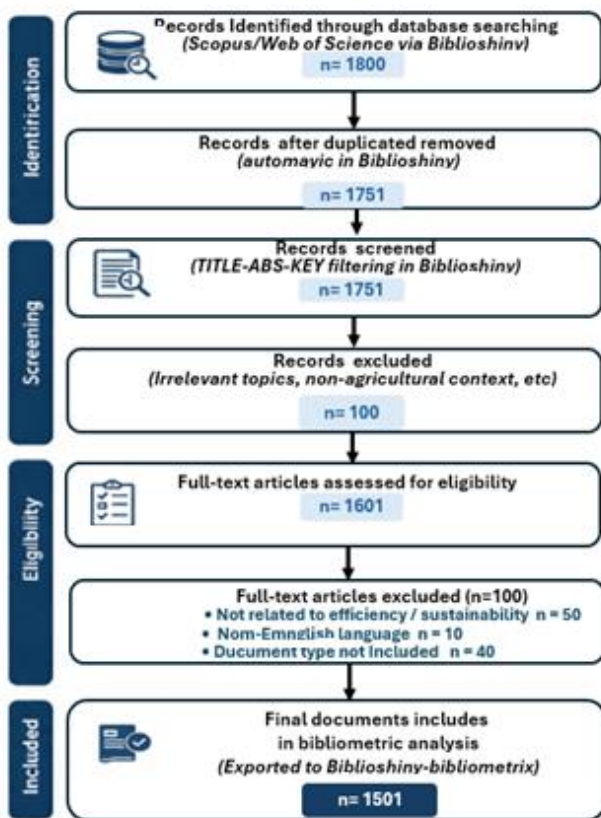 Identification
Records Identified through database searching
(Scopus/Web of Science via Biblioshinv)
n= 1800
Records after duplicated removed
(automayic in Biblioshiny)
n= 1751
Screening
Records screened
(TITLE-ABS-KEY filtering in Biblioshiny)
n= 1751
Records excluded
(Irrelevant topics, non-agricultural context, etc)
n= 100
Eligibility
Full-text articles assessed for eligibility
n= 1601
Full-text articles excluded (n=100)
• Not related to efficiency / sustainability n = 50
• Nom-Emnglish language n = 10
• Ducument type not Included n = 40
Included
Final documents includes
in bibliometric analysis
(Exported to Biblioshiny-bibliometrix)
n= 1501